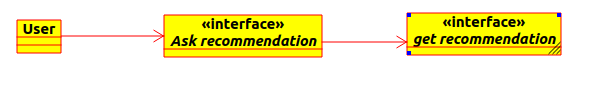 User
«interface»
Ask recommendation
«interface»
get recommendation